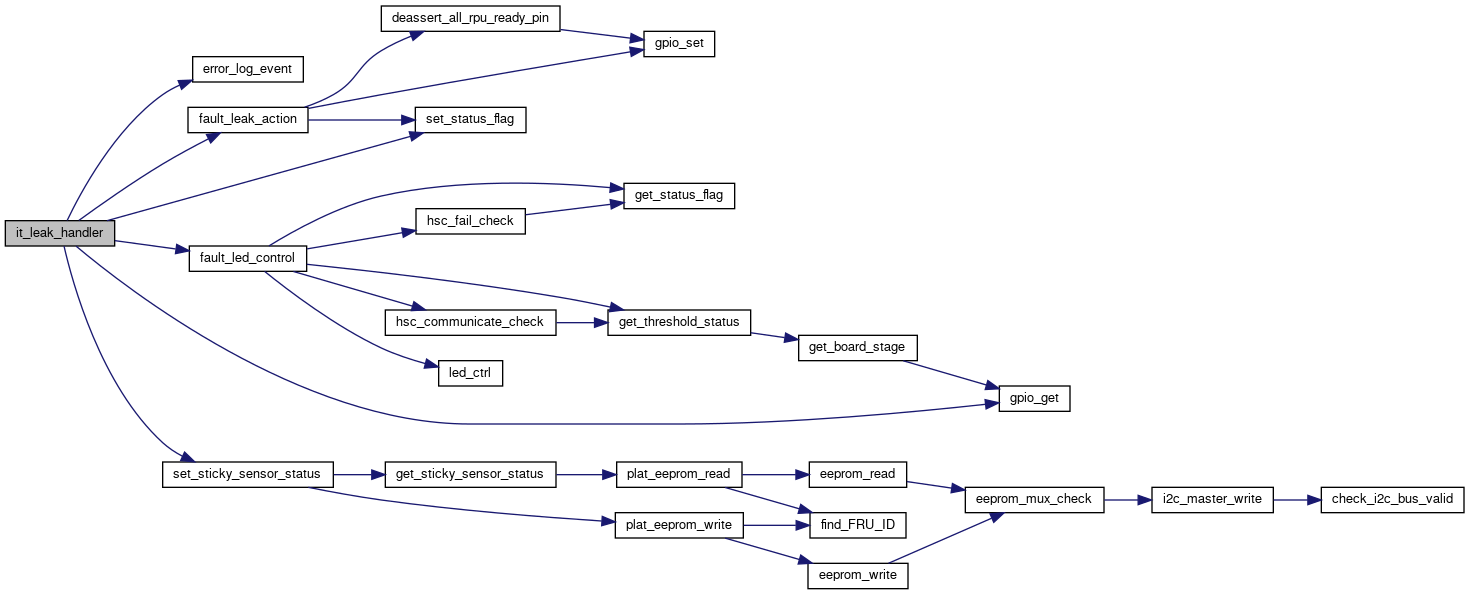 deassert_all_rpu_ready_pin
gpio_set
error_log_event
fault_leak_action
set_status_flag
get_status_flag
hsc_fail_check
it_leak_handler
fault_led_control
hsc_communicate_check
get_threshold_status
get_board_stage
led_ctrl
gpio_get
set_sticky_sensor_status
get_sticky_sensor_status
plat_eeprom_read
eeprom_read
eeprom_mux_check
i2c_master_write
check_i2c_bus_valid
plat_eeprom_write
find_FRU_ID
eeprom_write